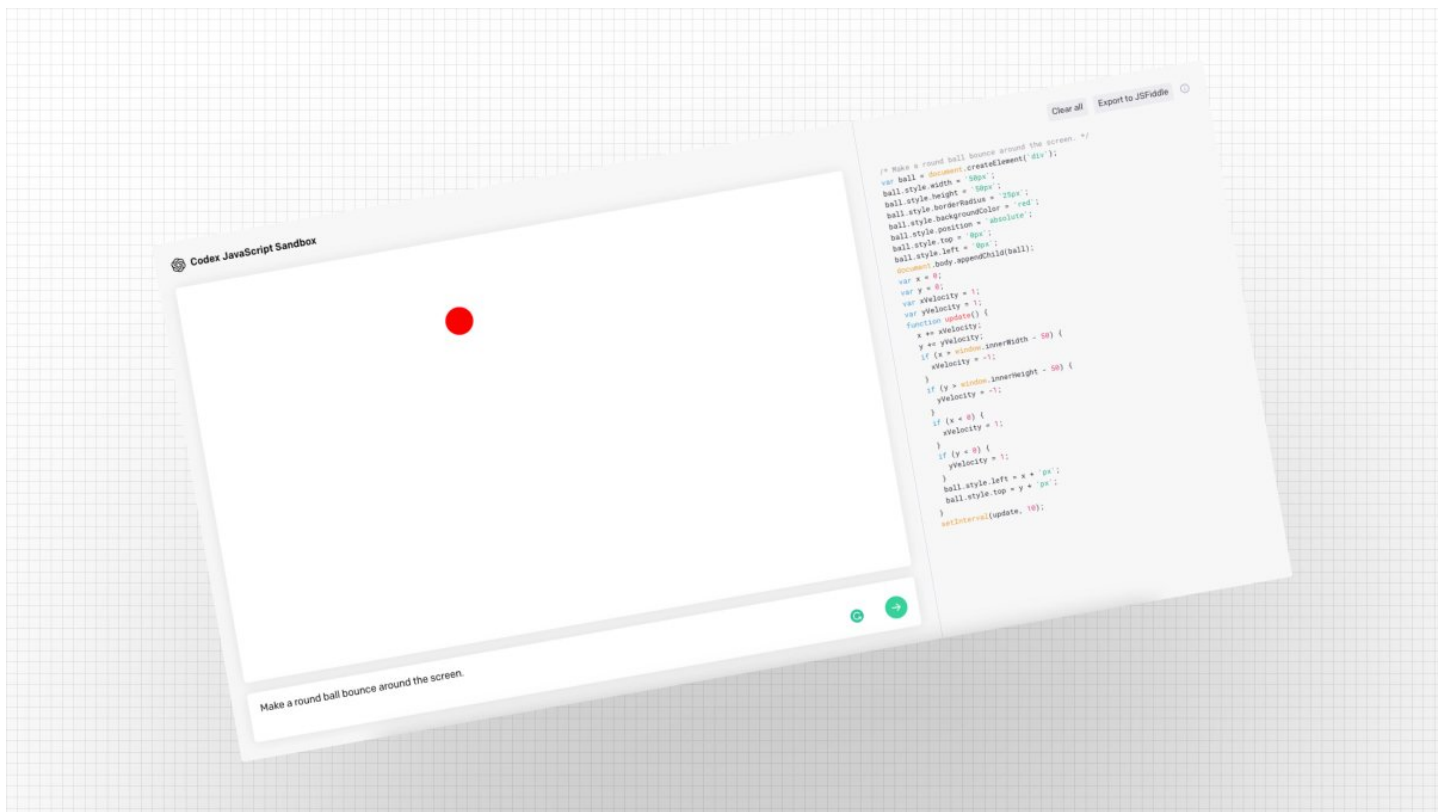 Clear all
Export to JSFiddle
Codex JavaScript Sandbox
/* Make a round ball bounce around the screen. */
var ball = document.createElement('div');
ball.style.width = '50px';
ball.style.height = '50px';
ball.style.borderRadius = '25px';
ball.style.backgroundColor = 'red';
ball.style.position = 'absolute';
ball.style.top = '0px';
ball.style.left = '0px';
document.body.appendChild(ball);
var x = 0;
var y = 0;
var xVelocity = 1;
var yVelocity = 1;
function update() {
x += xVelocity;
y += yVelocity;
if (x > window.innerWidth - 50) {
xVelocity = -1;
}
if (y > window.innerHeight - 50) {
yVelocity = -1;
}
if (x < 0) {
xVelocity = 1;
}
if (y < 0) {
yVelocity = 1;
}
ball.style.left = x + 'px';
ball.style.top = y + 'px';
}
setInterval(update, 10);
Make a round ball bounce around the screen.